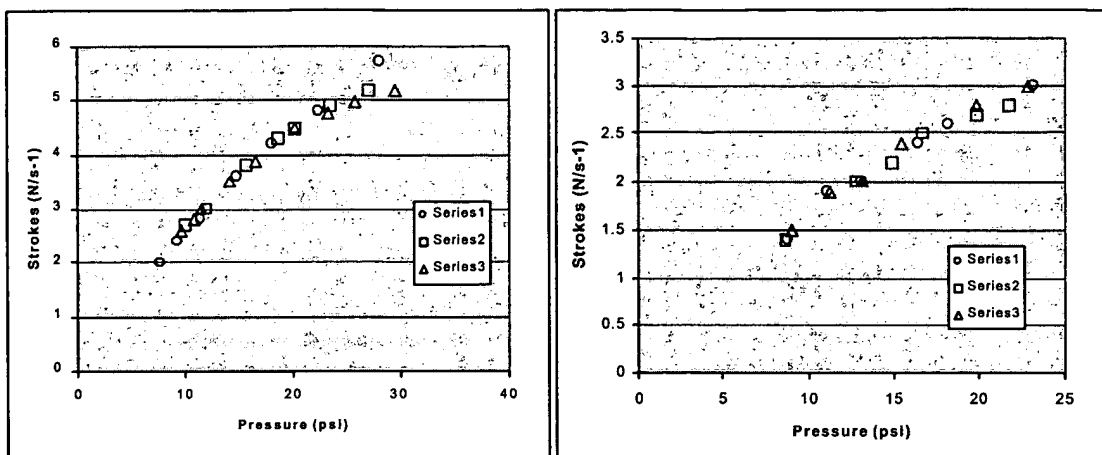 6
5
4
3
2
1
0
Strokes (N/s-1)
0 10 20 30 40
Pressure (psi)
Series1
Series2
Series3
3.5
3
2.5
2
1.5
1
0.5
0
Strokes (N/s-1)
0 5 10 15 20 25
Pressure (psi)
Series1
Series2
Series3